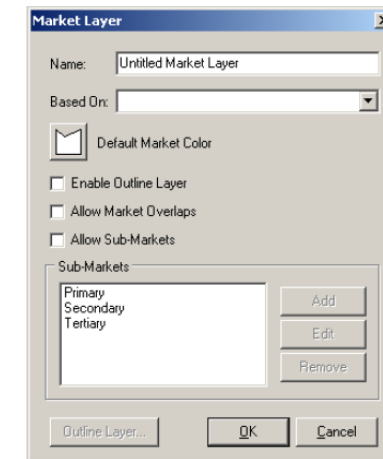 Market Layer
Name: Untitled Market Layer
Based On:
Default Market Color
Enable Outline Layer
Allow Market Overlaps
Allow Sub-Markets
Sub-Markets
Primary
Secondary
Tertiary
Add
Edit
Remove
Outline Layer...
OK
Cancel